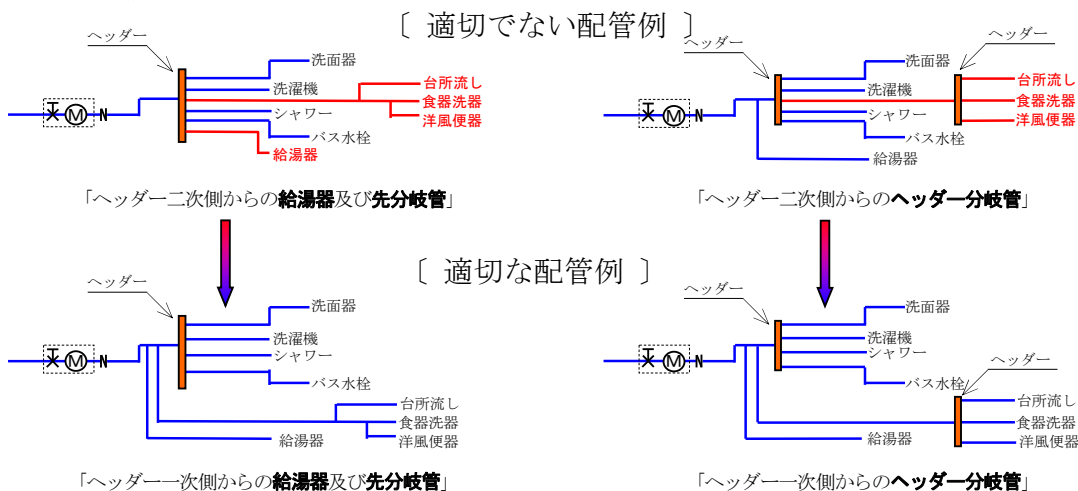 〔 適切でない配管例 〕
ヘッダー
洗面器
洗濯機
台所流し
食器洗器
シャワー
洋風便器
バス水栓
給湯器
M
N
「ヘッダー二次側からの給湯器及び先分岐管」
ヘッダー
ヘッダー
洗面器
台所流し
洗濯機
食器洗器
シャワー
洋風便器
バス水栓
給湯器
M
N
「ヘッダー二次側からのヘッダー分岐管」
〔 適切な配管例 〕
ヘッダー
洗面器
洗濯機
シャワー
M
N
バス水栓
台所流し
食器洗器
洋風便器
給湯器
「ヘッダー一次側からの給湯器及び先分岐管」
ヘッダー
洗面器
洗濯機
シャワー
M
N
ヘッダー
バス水栓
台所流し
食器洗器
洋風便器
給湯器
「ヘッダー一次側からのヘッダー分岐管」